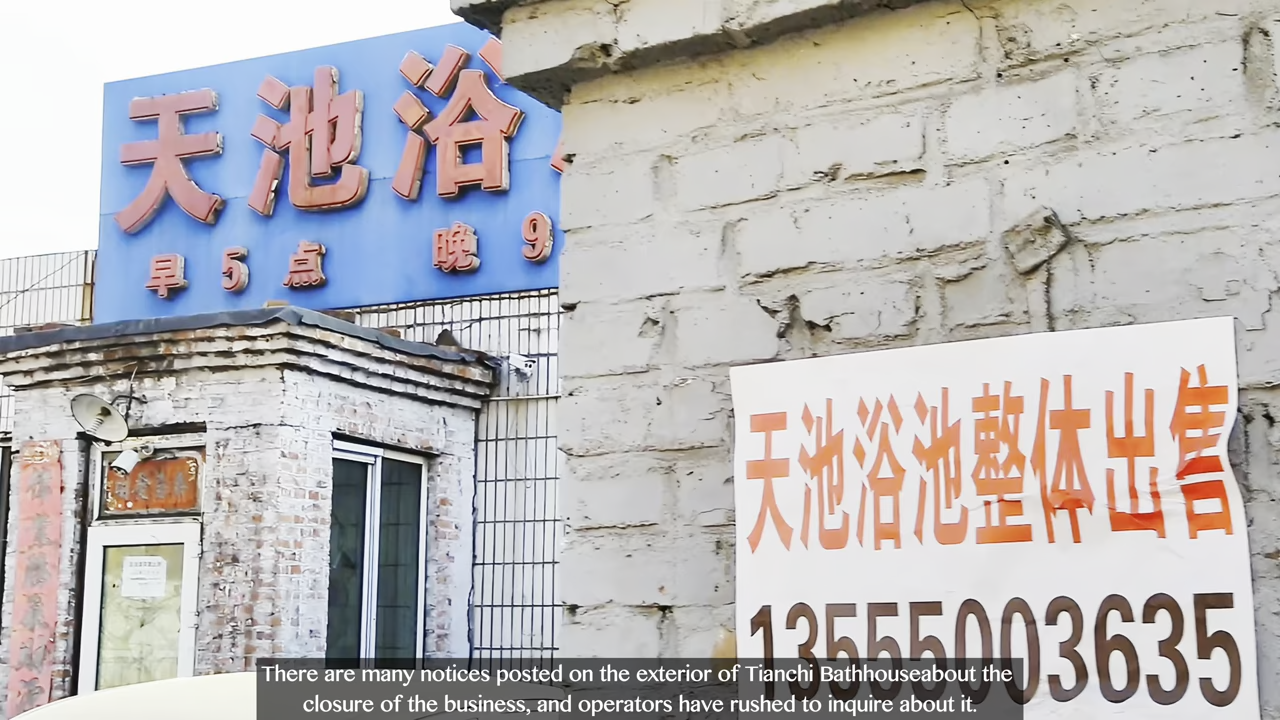 天池浴
早5点 晚9
天池浴池整体出售
13555003635
There are many notices posted on the exterior of Tianchi Bathhouseabout the
closure of the business, and operators have rushed to inquire about it.